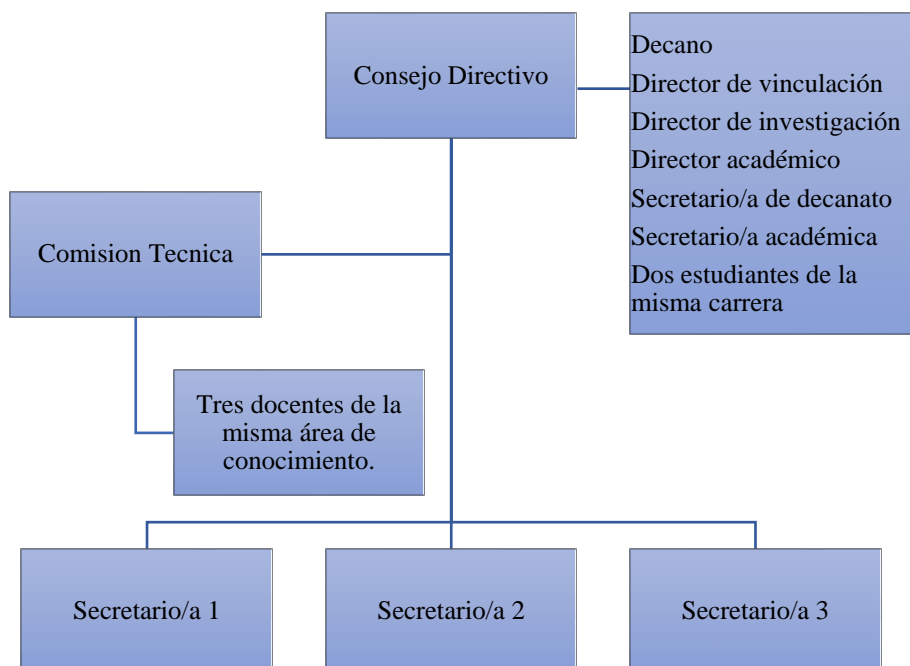 Consejo Directivo
Decano
Director de vinculación
Director de investigación
Director académico
Secretario/a de decanato
Secretario/a académica
Dos estudiantes de la
misma carrera
Comision Tecnica
Tres docentes de la
misma área de
conocimiento.
Secretario/a 1
Secretario/a 2
Secretario/a 3